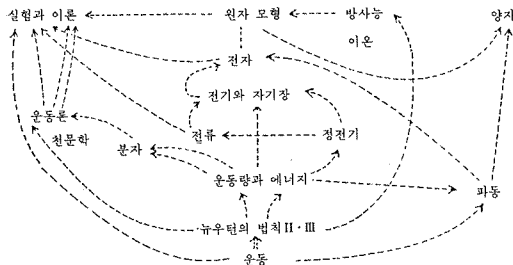 실험과 이론 원자 모형 방사능 양자
이온
전자
전기와 자기장
운동론
천문학 전류 정전기
분자
운동량과 에너지
파동
뉴우턴의 법칙 II·III
운동